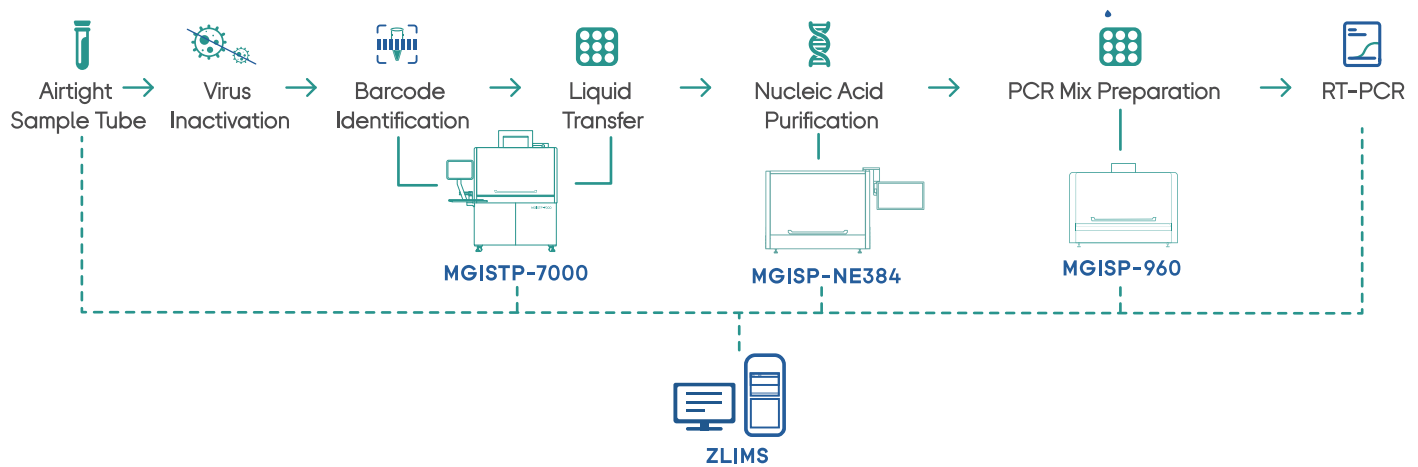 Airtight
Sample Tube
Virus
Inactivation
Barcode
Identification
Liquid
Transfer
Nucleic Acid
Purification
PCR Mix Preparation
RT-PCR
MGISTP-7000
MGISP-NE384
MGISP-960
ZLIMS